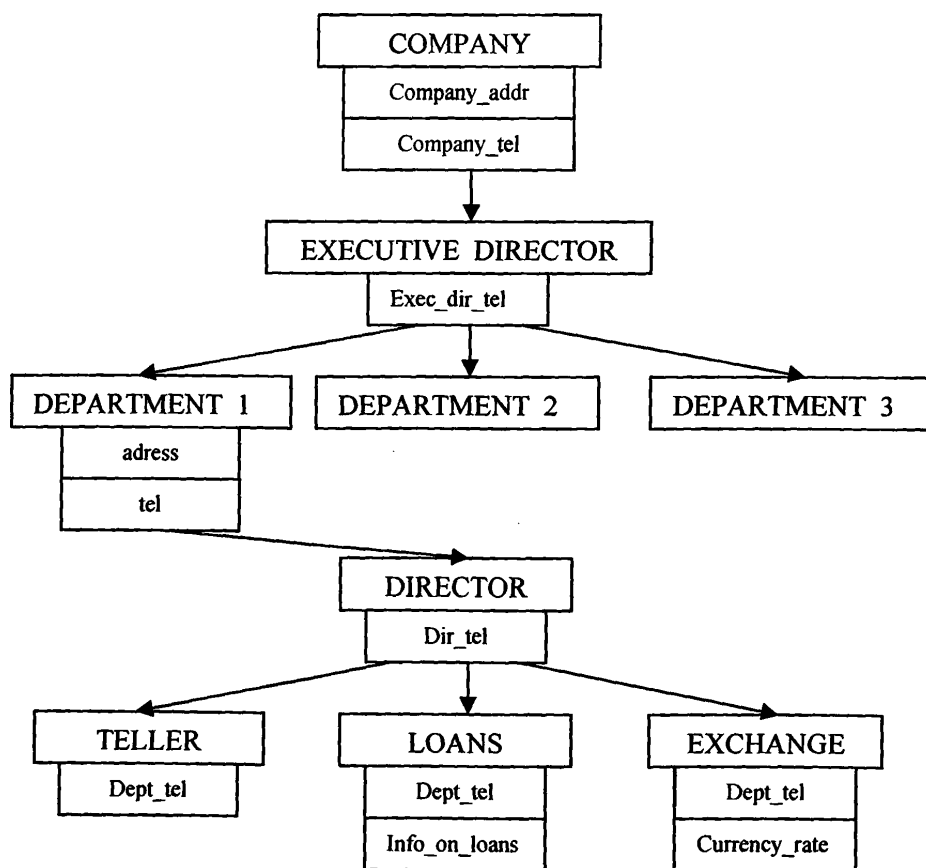 COMPANY
Company_addr
Company_tel
EXECUTIVE DIRECTOR
Exec_dir_tel
DEPARTMENT 1
DEPARTMENT 2
DEPARTMENT 3
adress
tel
DIRECTOR
Dir_tel
TELLER
LOANS
EXCHANGE
Dept_tel
Dept_tel
Dept_tel
Info_on_loans
Currency_rate